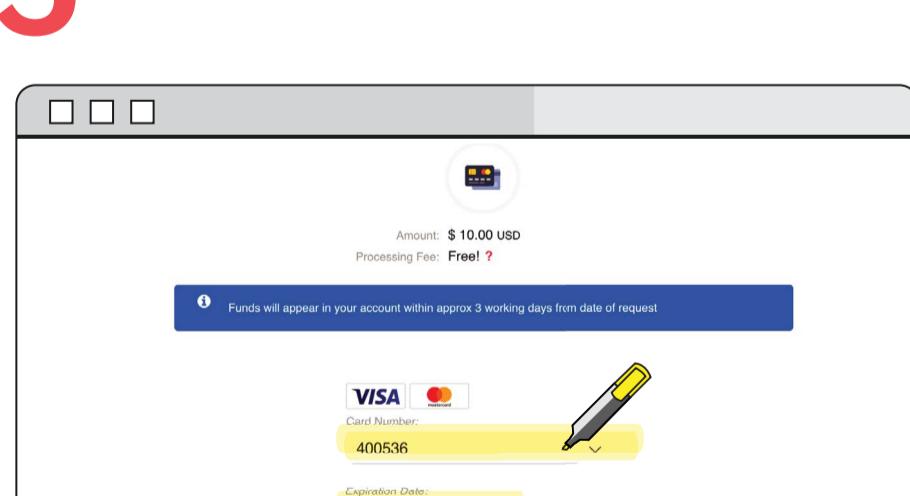 Amount: $ 10.00 USD
Processing Fee: Free! ?
Funds will appear in your account within approx 3 working days from date of request
VISA mastercard
Card Number:
400536
Expiration Date: